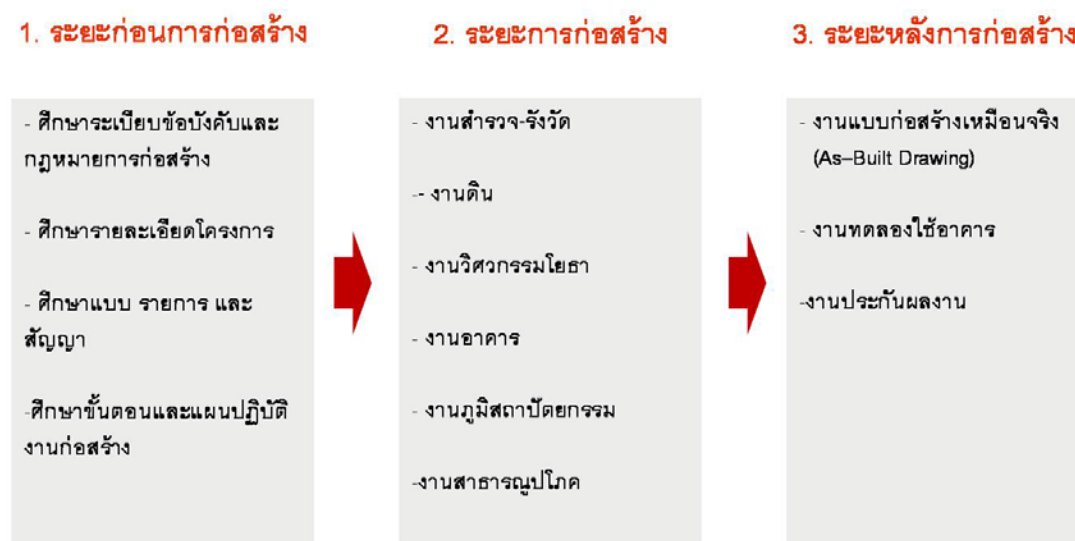 1. ระยะก่อนการก่อสร้าง
- ศึกษาระเบียบข้อบังคับและ
กฎหมายการก่อสร้าง
- ศึกษารายละเอียดโครงการ
- ศึกษาแบบ รายการ และ
สัญญา
-ศึกษาขั้นตอนและแผนปฏิบัติ
งานก่อสร้าง
2. ระยะการก่อสร้าง
- งานสำรวจ-รังวัด
-- งานดิน
- งานวิศวกรรมโยธา
- งานอาคาร
- งานภูมิสถาปัตยกรรม
-งานสาธารณูปโภค
3. ระยะหลังการก่อสร้าง
- งานแบบก่อสร้างเหมือนจริง
(As-Built Drawing)
- งานทดลองใช้อาคาร
-งานประกันผลงาน